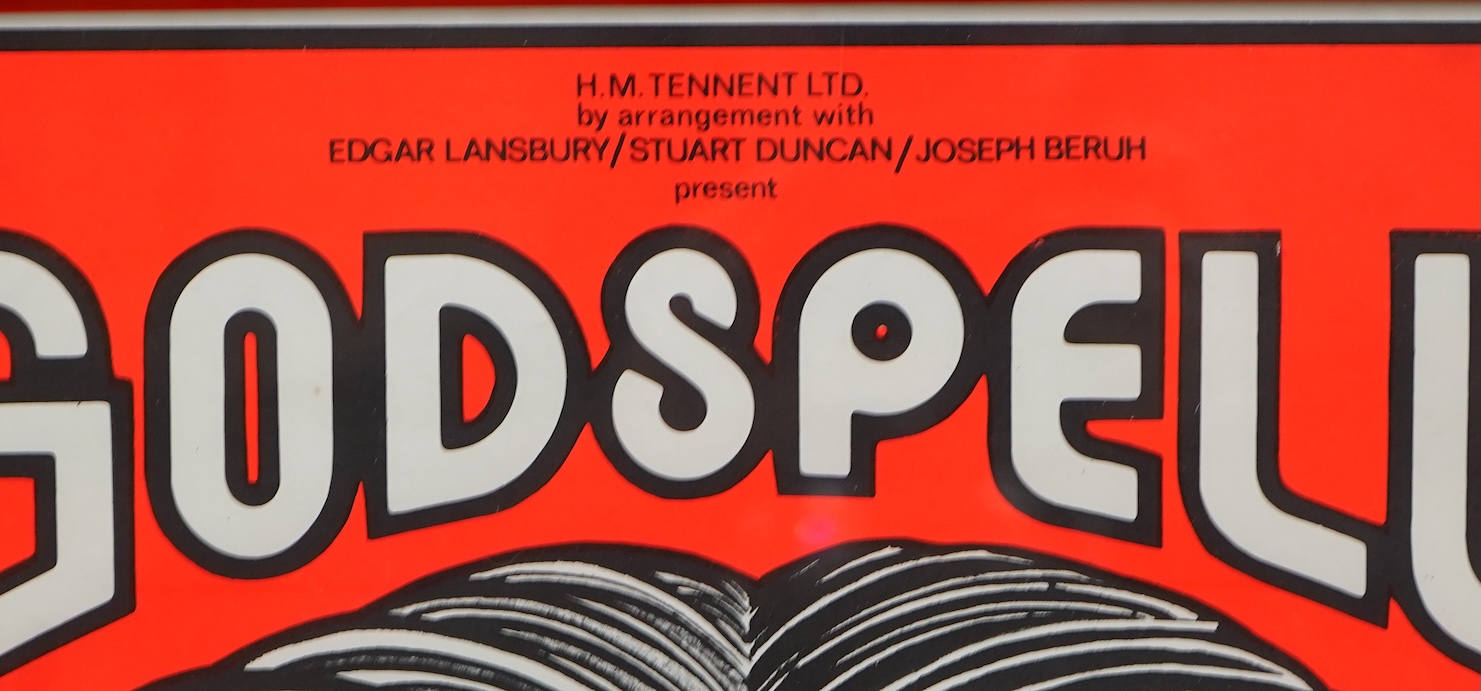 H.M. TENNENT LTD.
by arrangement with
EDGAR LANSBURY/STUART DUNCAN/JOSEPH BERUH
present
GODSPELL